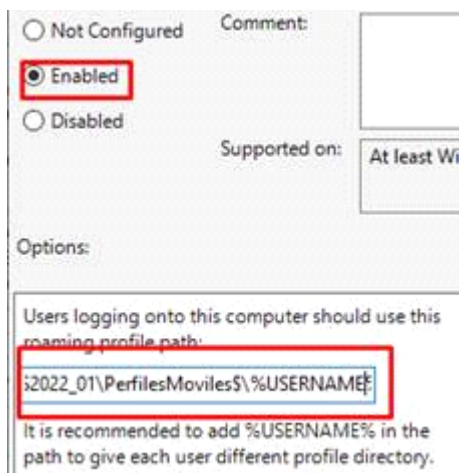 Not Configured
Comment:
Enabled
Disabled
Supported on:
At least Wi
Options:
Users logging onto this computer should use this
roaming profile path:
2022_01\PerfilesMoviles$\%USERNAME%
It is recommended to add %USERNAME% in the
path to give each user different profile directory.